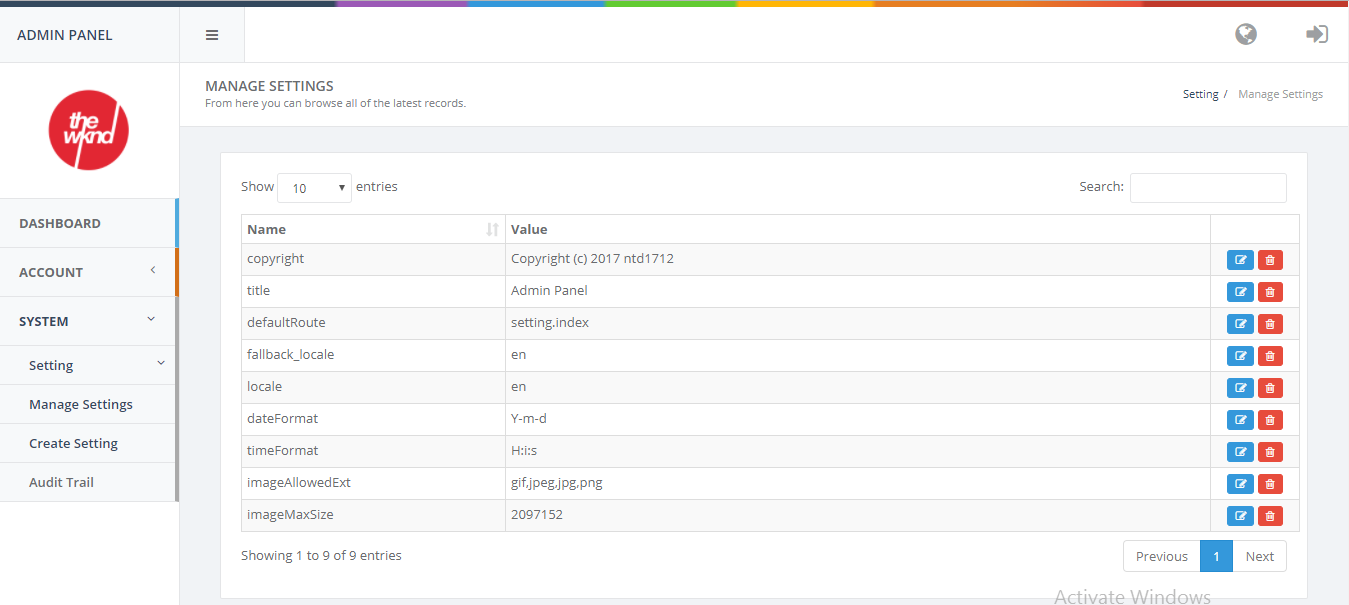 ADMIN PANEL
MANAGE SETTINGS
From here you can browse all of the latest records.
Setting / Manage Settings
the
wknd
DASHBOARD
ACCOUNT
SYSTEM
Setting
Manage Settings
Create Setting
Audit Trail
Show 10 entries
Search:
Name Value
copyright Copyright (c) 2017 ntd1712
title Admin Panel
defaultRoute setting.index
fallback_locale en
locale en
dateFormat Y-m-d
timeFormat H:i:s
imageAllowedExt gif,jpeg,jpg,png
imageMaxSize 2097152
Showing 1 to 9 of 9 entries
Previous 1 Next
Activate Windows